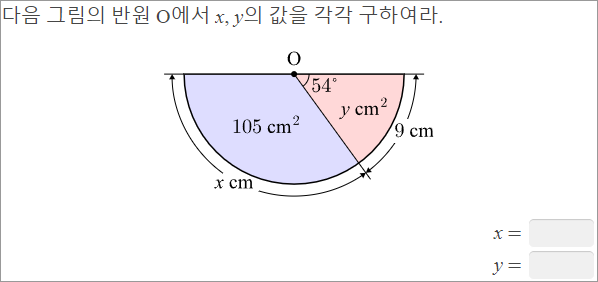 다음 그림의 반원 O에서 x, y의 값을 각각 구하여라.
O
54°
y cm²
105 cm²
9 cm
x cm
x =
y =